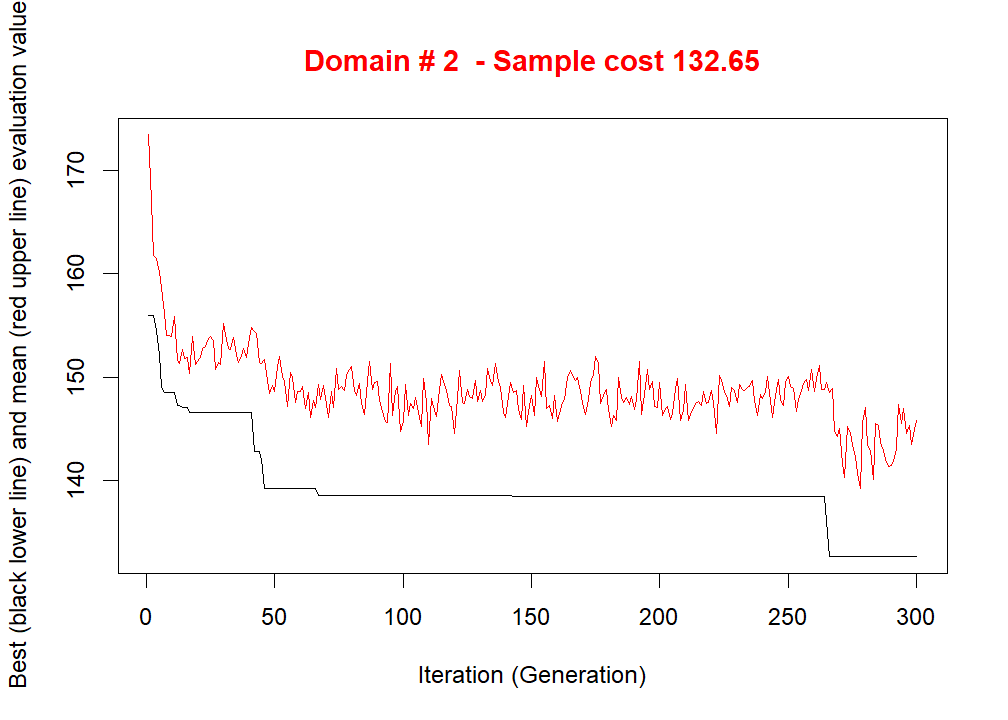 Domain # 2  - Sample cost 132.65
Best (black lower line) and mean (red upper line) evaluation value
170
160
150
140
0 50 100 150 200 250 300
Iteration (Generation)